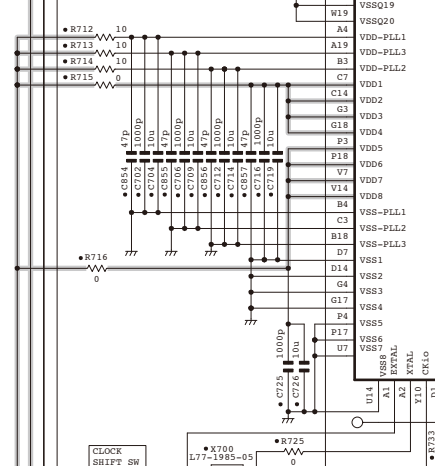 VSSQ19
W19
VSSQ20
R712 10 A4 VDD-PLL1
R713 10 A19 VDD-PLL3
R714 10 B3 VDD-PLL2
R715 0 C7 VDD1
C14 VDD2
G3 VDD3
G18 VDD4
P3 VDD5
P18 VDD6
V7 VDD7
V14 VDD8
47p 1000p 10u 47p 1000p 10u 47p 1000p 10u 47p 1000p 10u
C854 C702 C704 C855 C706 C709 C856 C712 C714 C857 C716 C719
B4 VSS-PLL1
C3 VSS-PLL2
B18 VSS-PLL3
D7 VSS1
R716 0 D14 VSS2
G4 VSS3
G17 VSS4
P4 VSS5
P17 VSS6
U7 VSS7
1000p 10u
C725 C726
VSS8 EXTAL XTAL CKio
U14 A1 A2 Y10 D1
R733
CLOCK
SHIFT SW
X700
L77-1985-05
R725
0